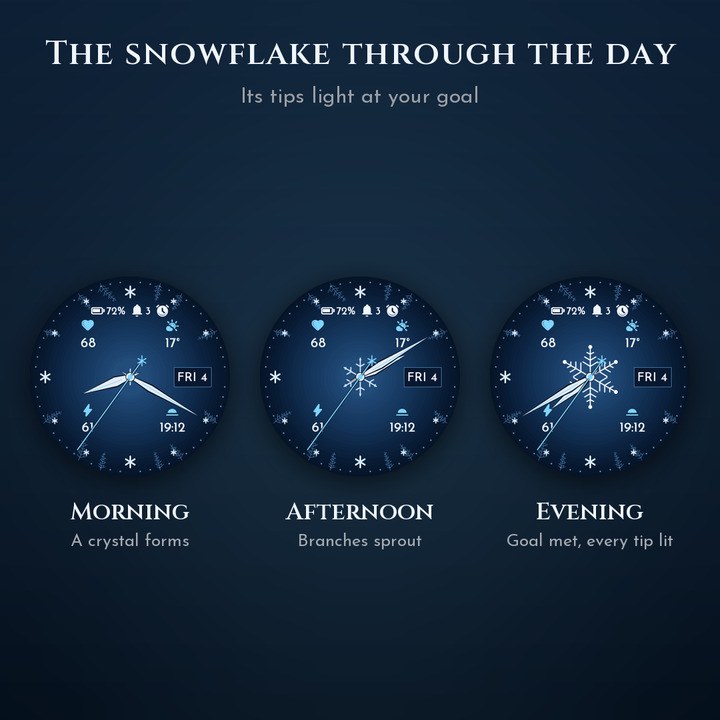 The snowflake through the day
Its tips light at your goal
72% 3
68 17°
FRI 4
61 19:12
72% 3
68 17°
FRI 4
61 19:12
72% 3
68 17°
FRI 4
61 19:12
Morning
A crystal forms
Afternoon
Branches sprout
Evening
Goal met, every tip lit